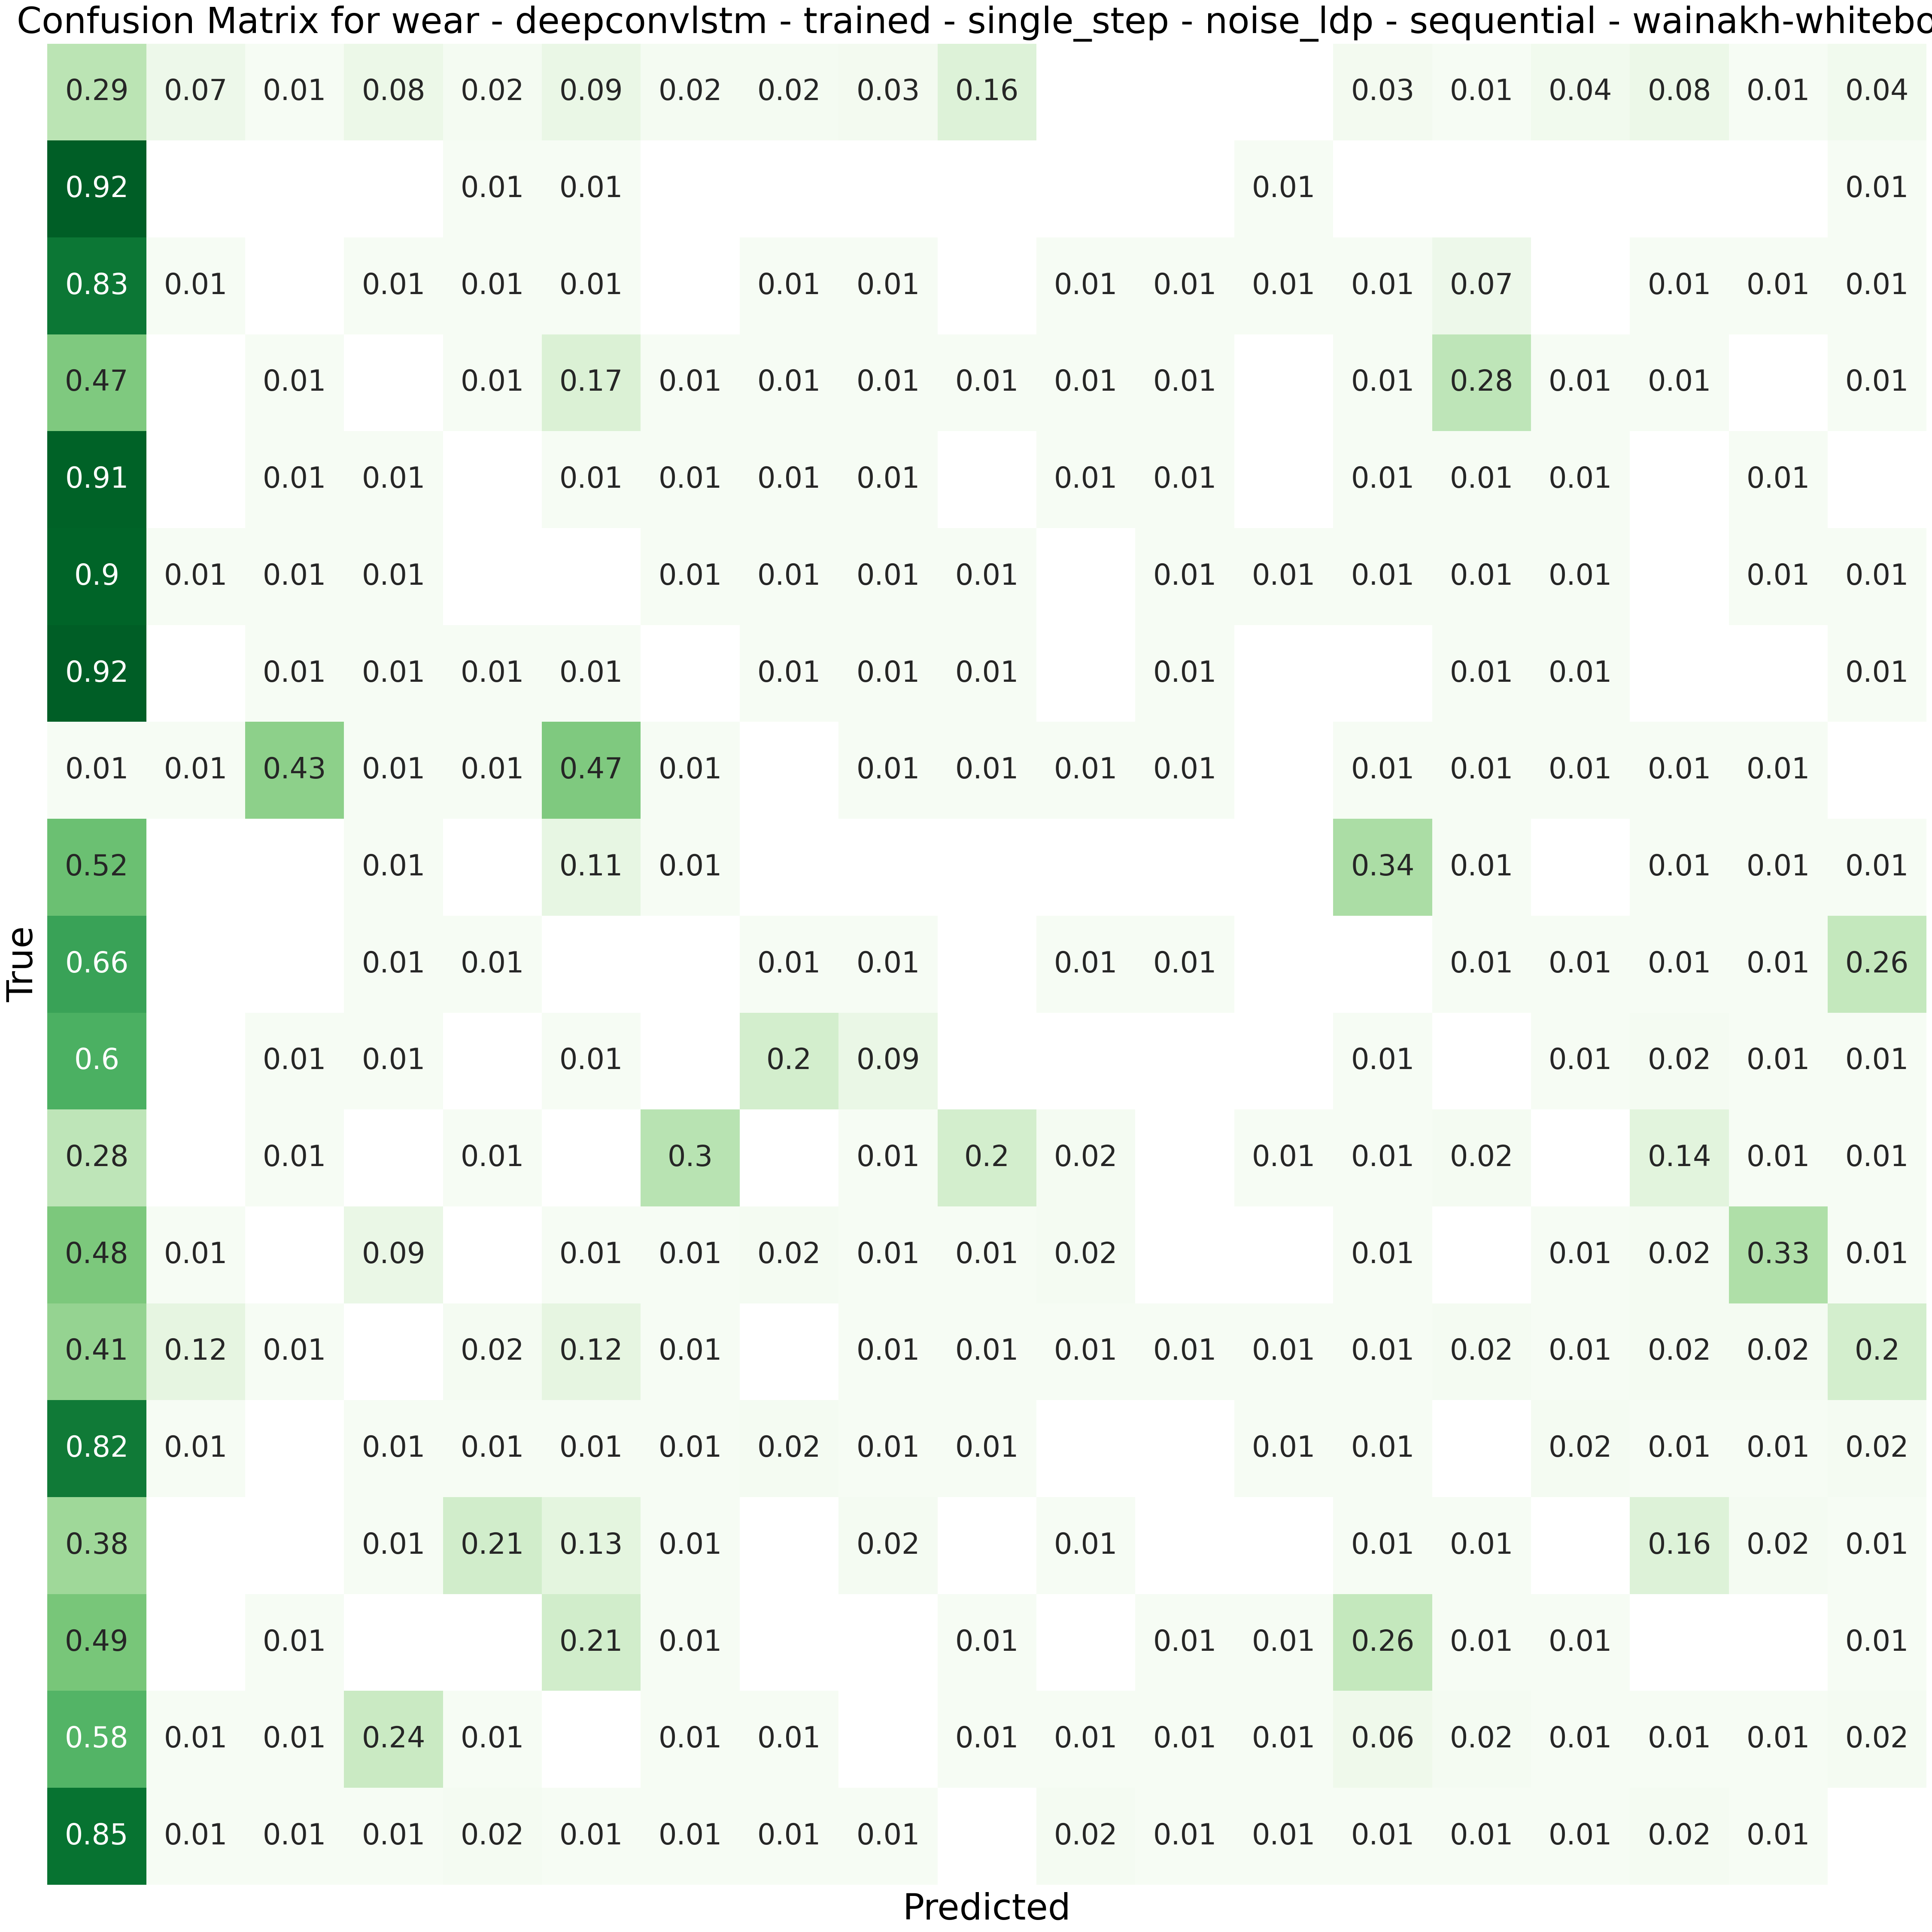 Confusion Matrix for wear - deepconvlstm - trained - single_step - noise_ldp - sequential - wainakh-whitebo
0.29 0.07 0.01 0.08 0.02 0.09 0.02 0.02 0.03 0.16 0.03 0.01 0.04 0.08 0.01 0.04
0.92 0.01 0.01 0.01 0.01
0.83 0.01 0.01 0.01 0.01 0.01 0.01 0.01 0.01 0.01 0.01 0.07 0.01 0.01 0.01
0.47 0.01 0.01 0.17 0.01 0.01 0.01 0.01 0.01 0.01 0.01 0.28 0.01 0.01 0.01
0.91 0.01 0.01 0.01 0.01 0.01 0.01 0.01 0.01 0.01 0.01 0.01 0.01
0.9 0.01 0.01 0.01 0.01 0.01 0.01 0.01 0.01 0.01 0.01 0.01 0.01 0.01 0.01
0.92 0.01 0.01 0.01 0.01 0.01 0.01 0.01 0.01 0.01 0.01 0.01
0.01 0.01 0.43 0.01 0.01 0.47 0.01 0.01 0.01 0.01 0.01 0.01 0.01 0.01 0.01 0.01
0.52 0.01 0.11 0.01 0.34 0.01 0.01 0.01 0.01
True
0.66 0.01 0.01 0.01 0.01 0.01 0.01 0.01 0.01 0.01 0.01 0.26
0.6 0.01 0.01 0.01 0.2 0.09 0.01 0.01 0.02 0.01 0.01
0.28 0.01 0.01 0.3 0.01 0.2 0.02 0.01 0.01 0.02 0.14 0.01 0.01
0.48 0.01 0.09 0.01 0.01 0.02 0.01 0.01 0.02 0.01 0.01 0.02 0.33 0.01
0.41 0.12 0.01 0.02 0.12 0.01 0.01 0.01 0.01 0.01 0.01 0.01 0.02 0.01 0.02 0.02 0.2
0.82 0.01 0.01 0.01 0.01 0.01 0.02 0.01 0.01 0.01 0.01 0.02 0.01 0.01 0.02
0.38 0.01 0.21 0.13 0.01 0.02 0.01 0.01 0.01 0.16 0.02 0.01
0.49 0.01 0.21 0.01 0.01 0.01 0.01 0.26 0.01 0.01 0.01
0.58 0.01 0.01 0.24 0.01 0.01 0.01 0.01 0.01 0.01 0.01 0.06 0.02 0.01 0.01 0.01 0.02
0.85 0.01 0.01 0.01 0.02 0.01 0.01 0.01 0.01 0.02 0.01 0.01 0.01 0.01 0.01 0.02 0.01
Predicted